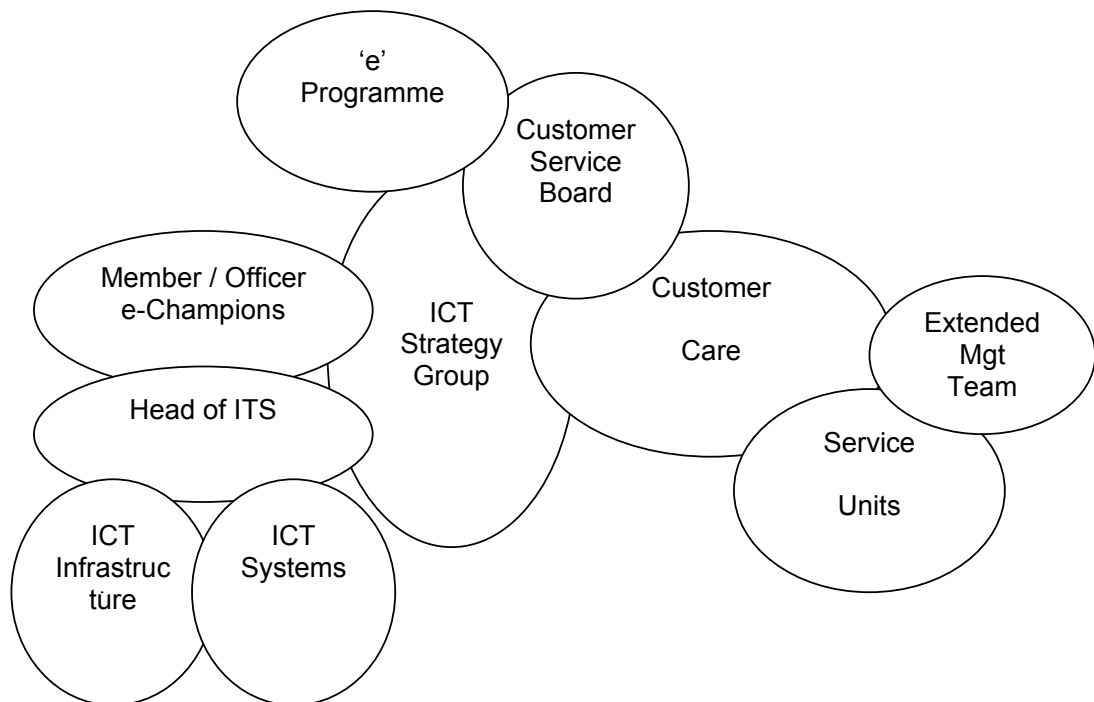 ‘e’
Programme
Customer
Service
Board
Member / Officer
e-Champions
ICT
Strategy
Group
Customer
Care
Extended
Mgt
Team
Head of ITS
Service
Units
ICT
Infrastruc
ture
ICT
Systems